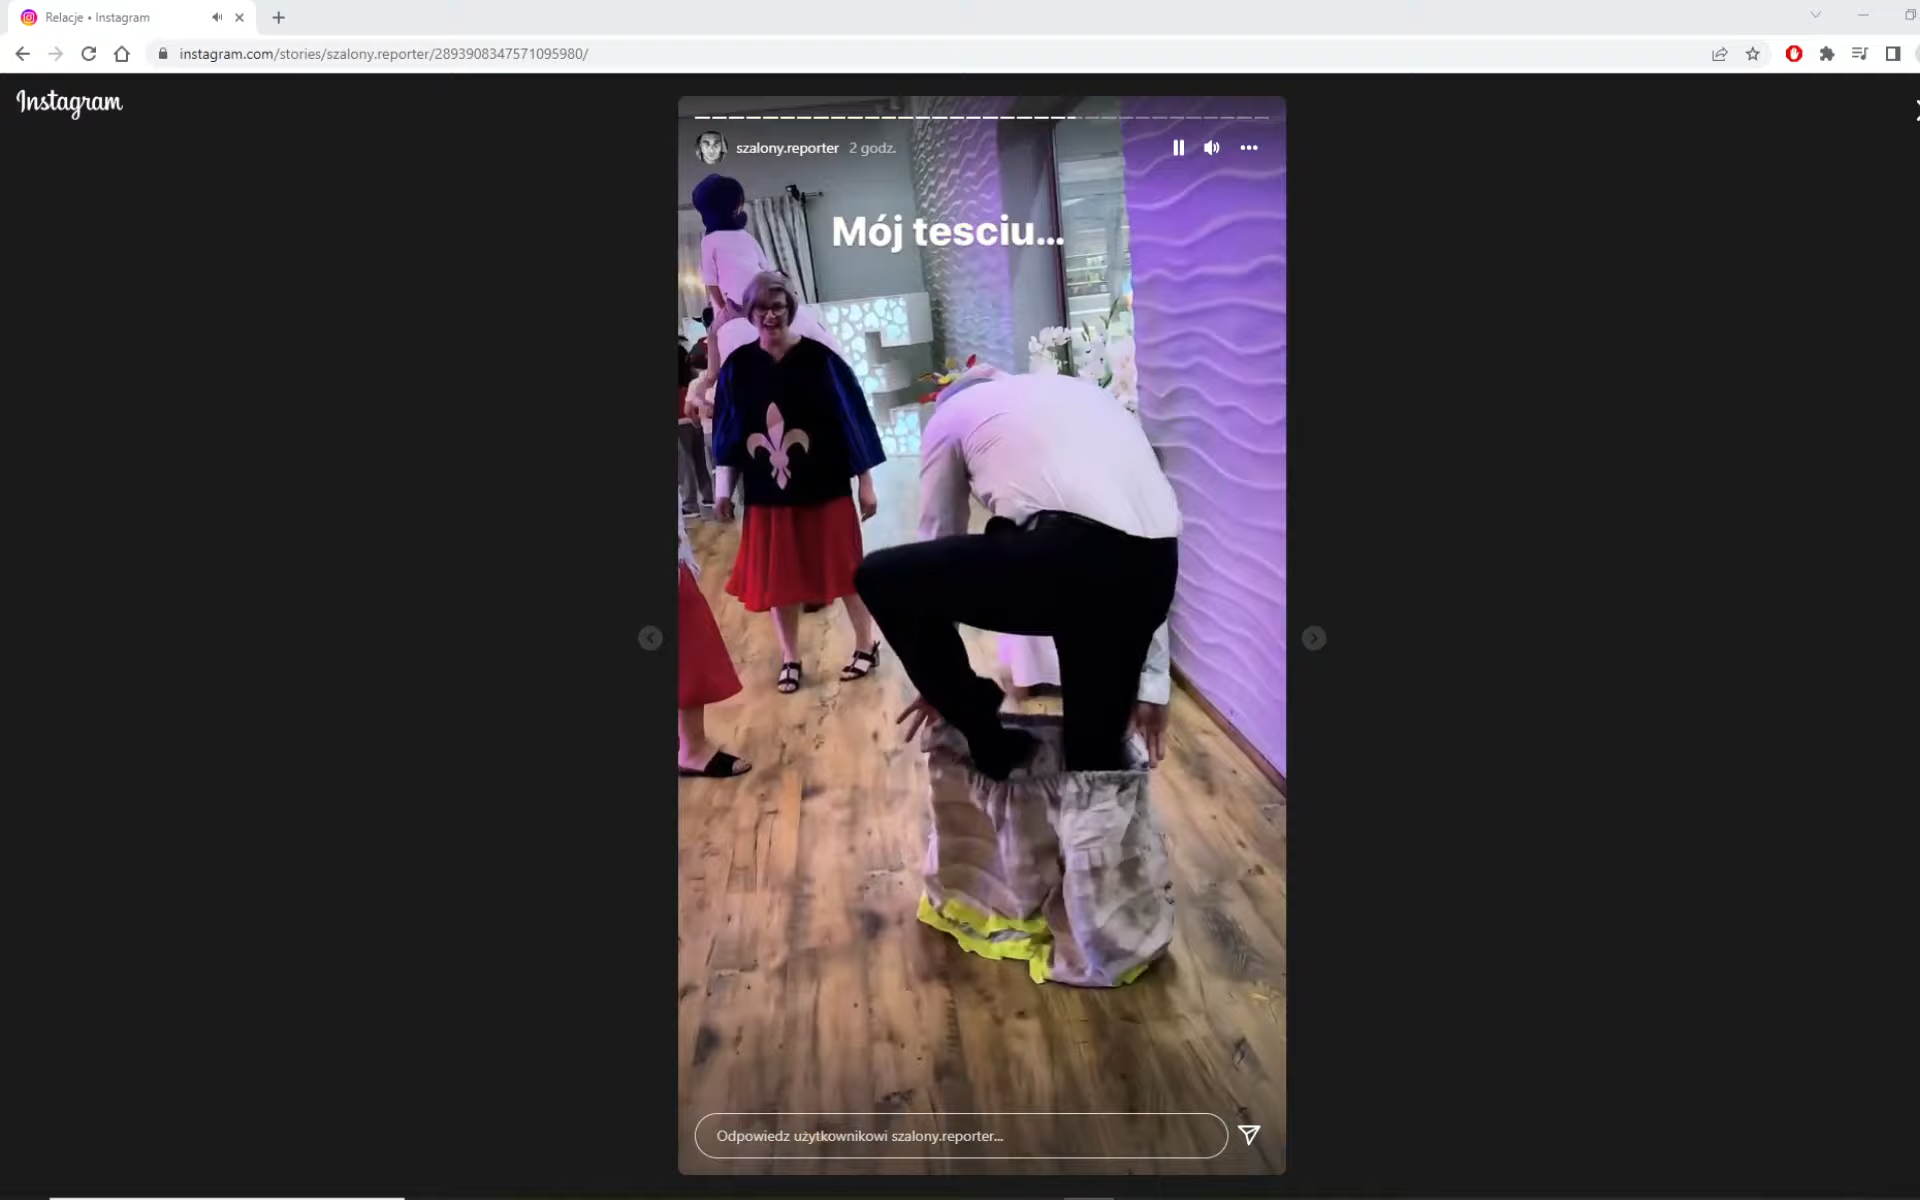 Relacje • Instagram
instagram.com/stories/szalony.reporter/2893908347571095980/
Instagram
szalony.reporter 2 godz.
Mój tesciu...
Odpowiedz użytkownikowi szalony.reporter...